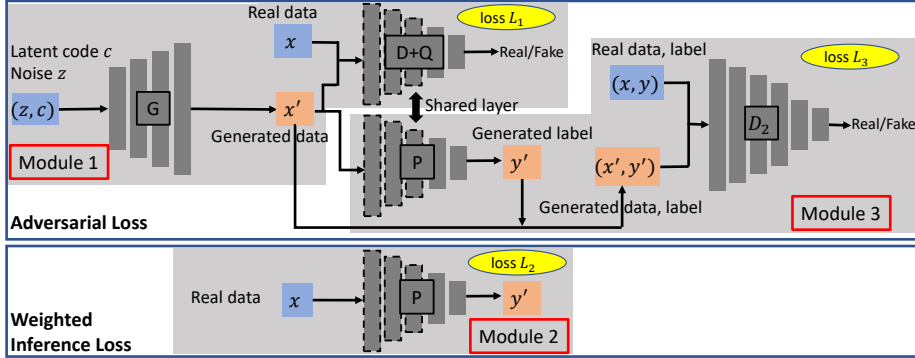 Real data
loss L₁
x
D+Q
Real/Fake
Latent code c
Noise z
(z, c)
G
x′
Generated data
Module 1
Shared layer
Generated label
P
y′
Real data, label
loss L₃
(x, y)
D₂
Real/Fake
(x′, y′)
Generated data, label
Module 3
Adversarial Loss
loss L₂
Real data
x
P
y′
Module 2
Weighted
Inference Loss